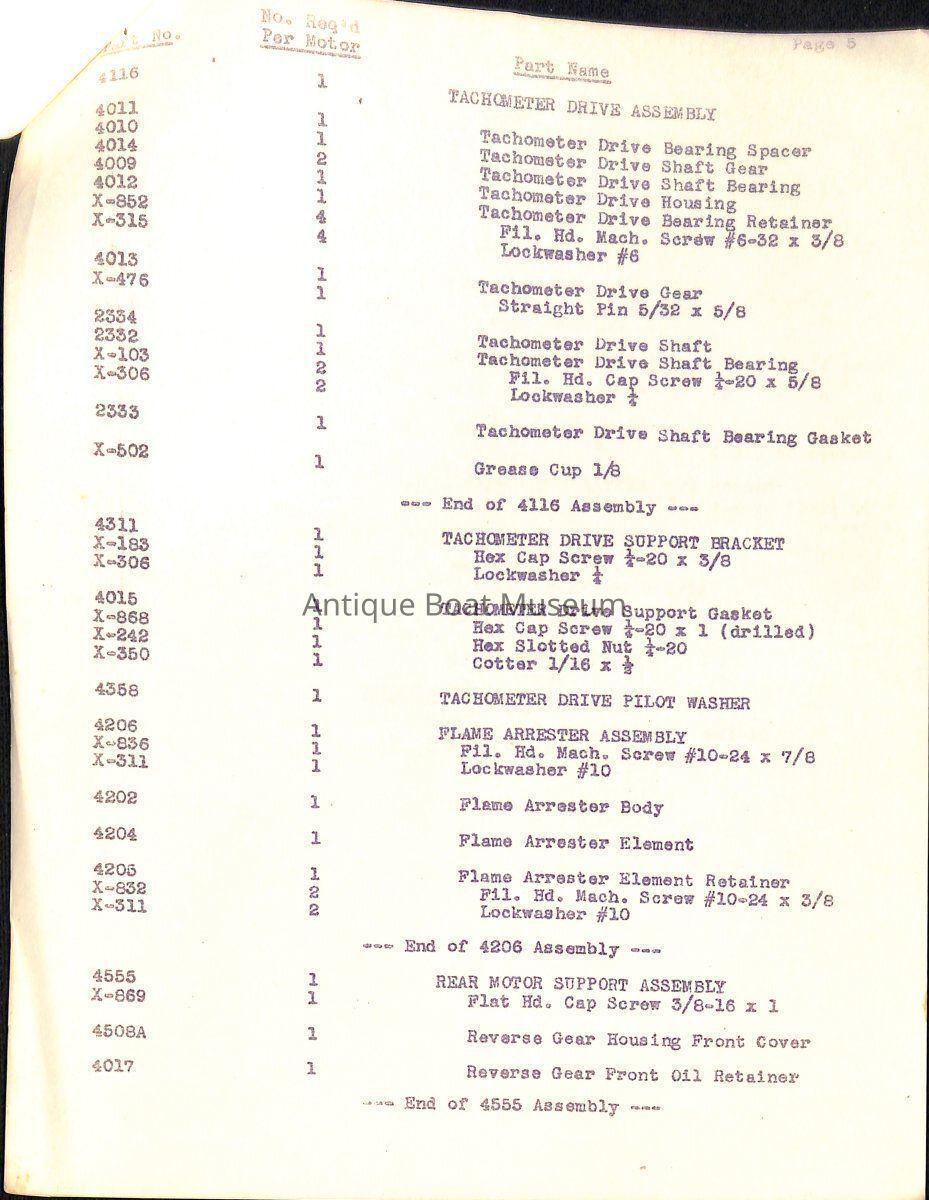 Part No. No. Req'd Per Motor Part Name Page 5
4116 1 TACHOMETER DRIVE ASSEMBLY
4011 1 Tachometer Drive Bearing Spacer
4010 1 Tachometer Drive Shaft Gear
4014 2 Tachometer Drive Shaft Bearing
4009 1 Tachometer Drive Housing
4012 1 Tachometer Drive Bearing Retainer
X-852 4 Fil. Hd. Mach. Screw #6-32 x 3/8
X-315 4 Lockwasher #6
4013 1 Tachometer Drive Gear
X-476 1 Straight Pin 5/32 x 5/8
2334 1 Tachometer Drive Shaft
2332 1 Tachometer Drive Shaft Bearing
X-103 2 Fil. Hd. Cap Screw ¼-20 x 5/8
X-306 2 Lockwasher ¼
2333 1 Tachometer Drive Shaft Bearing Gasket
X-502 1 Grease Cup 1/8
--- End of 4116 Assembly ---
4311 1 TACHOMETER DRIVE SUPPORT BRACKET
X-183 1 Hex Cap Screw ¼-20 x 3/8
X-306 1 Lockwasher ¼
4015 1 TACHOMETER Drive Support Gasket
Antique Boat Museum
X-868 1 Hex Cap Screw ¼-20 x 1 (drilled)
X-242 1 Hex Slotted Nut ¼-20
X-350 1 Cotter 1/16 x ½
4358 1 TACHOMETER DRIVE PILOT WASHER
4206 1 FLAME ARRESTER ASSEMBLY
X-836 1 Fil. Hd. Mach. Screw #10-24 x 7/8
X-311 1 Lockwasher #10
4202 1 Flame Arrester Body
4204 1 Flame Arrester Element
4205 1 Flame Arrester Element Retainer
X-832 2 Fil. Hd. Mach. Screw #10-24 x 3/8
X-311 2 Lockwasher #10
--- End of 4206 Assembly ---
4555 1 REAR MOTOR SUPPORT ASSEMBLY
X-869 1 Flat Hd. Cap Screw 3/8-16 x 1
4508A 1 Reverse Gear Housing Front Cover
4017 1 Reverse Gear Front Oil Retainer
--- End of 4555 Assembly ---